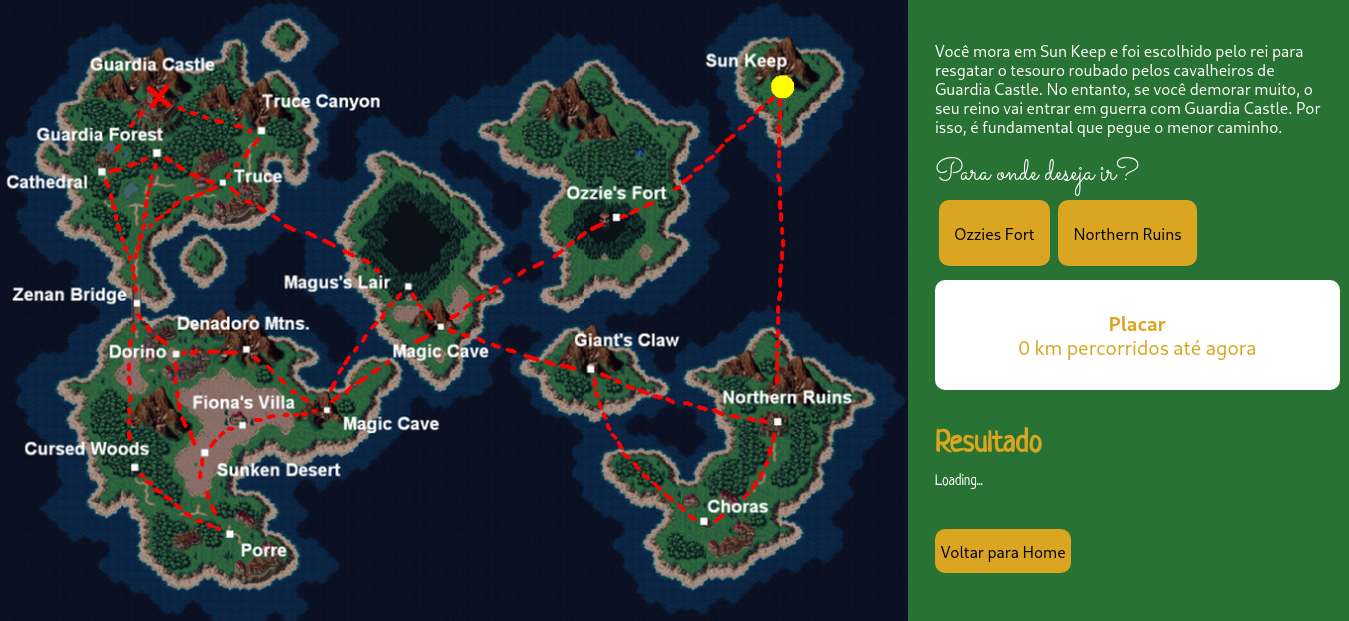 Guardia Castle
Truce Canyon
Guardia Forest
Cathedral
Truce
Zenan Bridge
Denadoro Mtns.
Dorino
Fiona's Villa
Magic Cave
Cursed Woods
Sunken Desert
Porre
Magus's Lair
Magic Cave
Sun Keep
Ozzie's Fort
Giant's Claw
Northern Ruins
Choras
Você mora em Sun Keep e foi escolhido pelo rei para
resgatar o tesouro roubado pelos cavalheiros de
Guardia Castle. No entanto, se você demorar muito, o
seu reino vai entrar em guerra com Guardia Castle. Por
isso, é fundamental que pegue o menor caminho.
Para onde deseja ir?
Ozzies Fort
Northern Ruins
Placar
0 km percorridos até agora
Resultado
Loading...
Voltar para Home